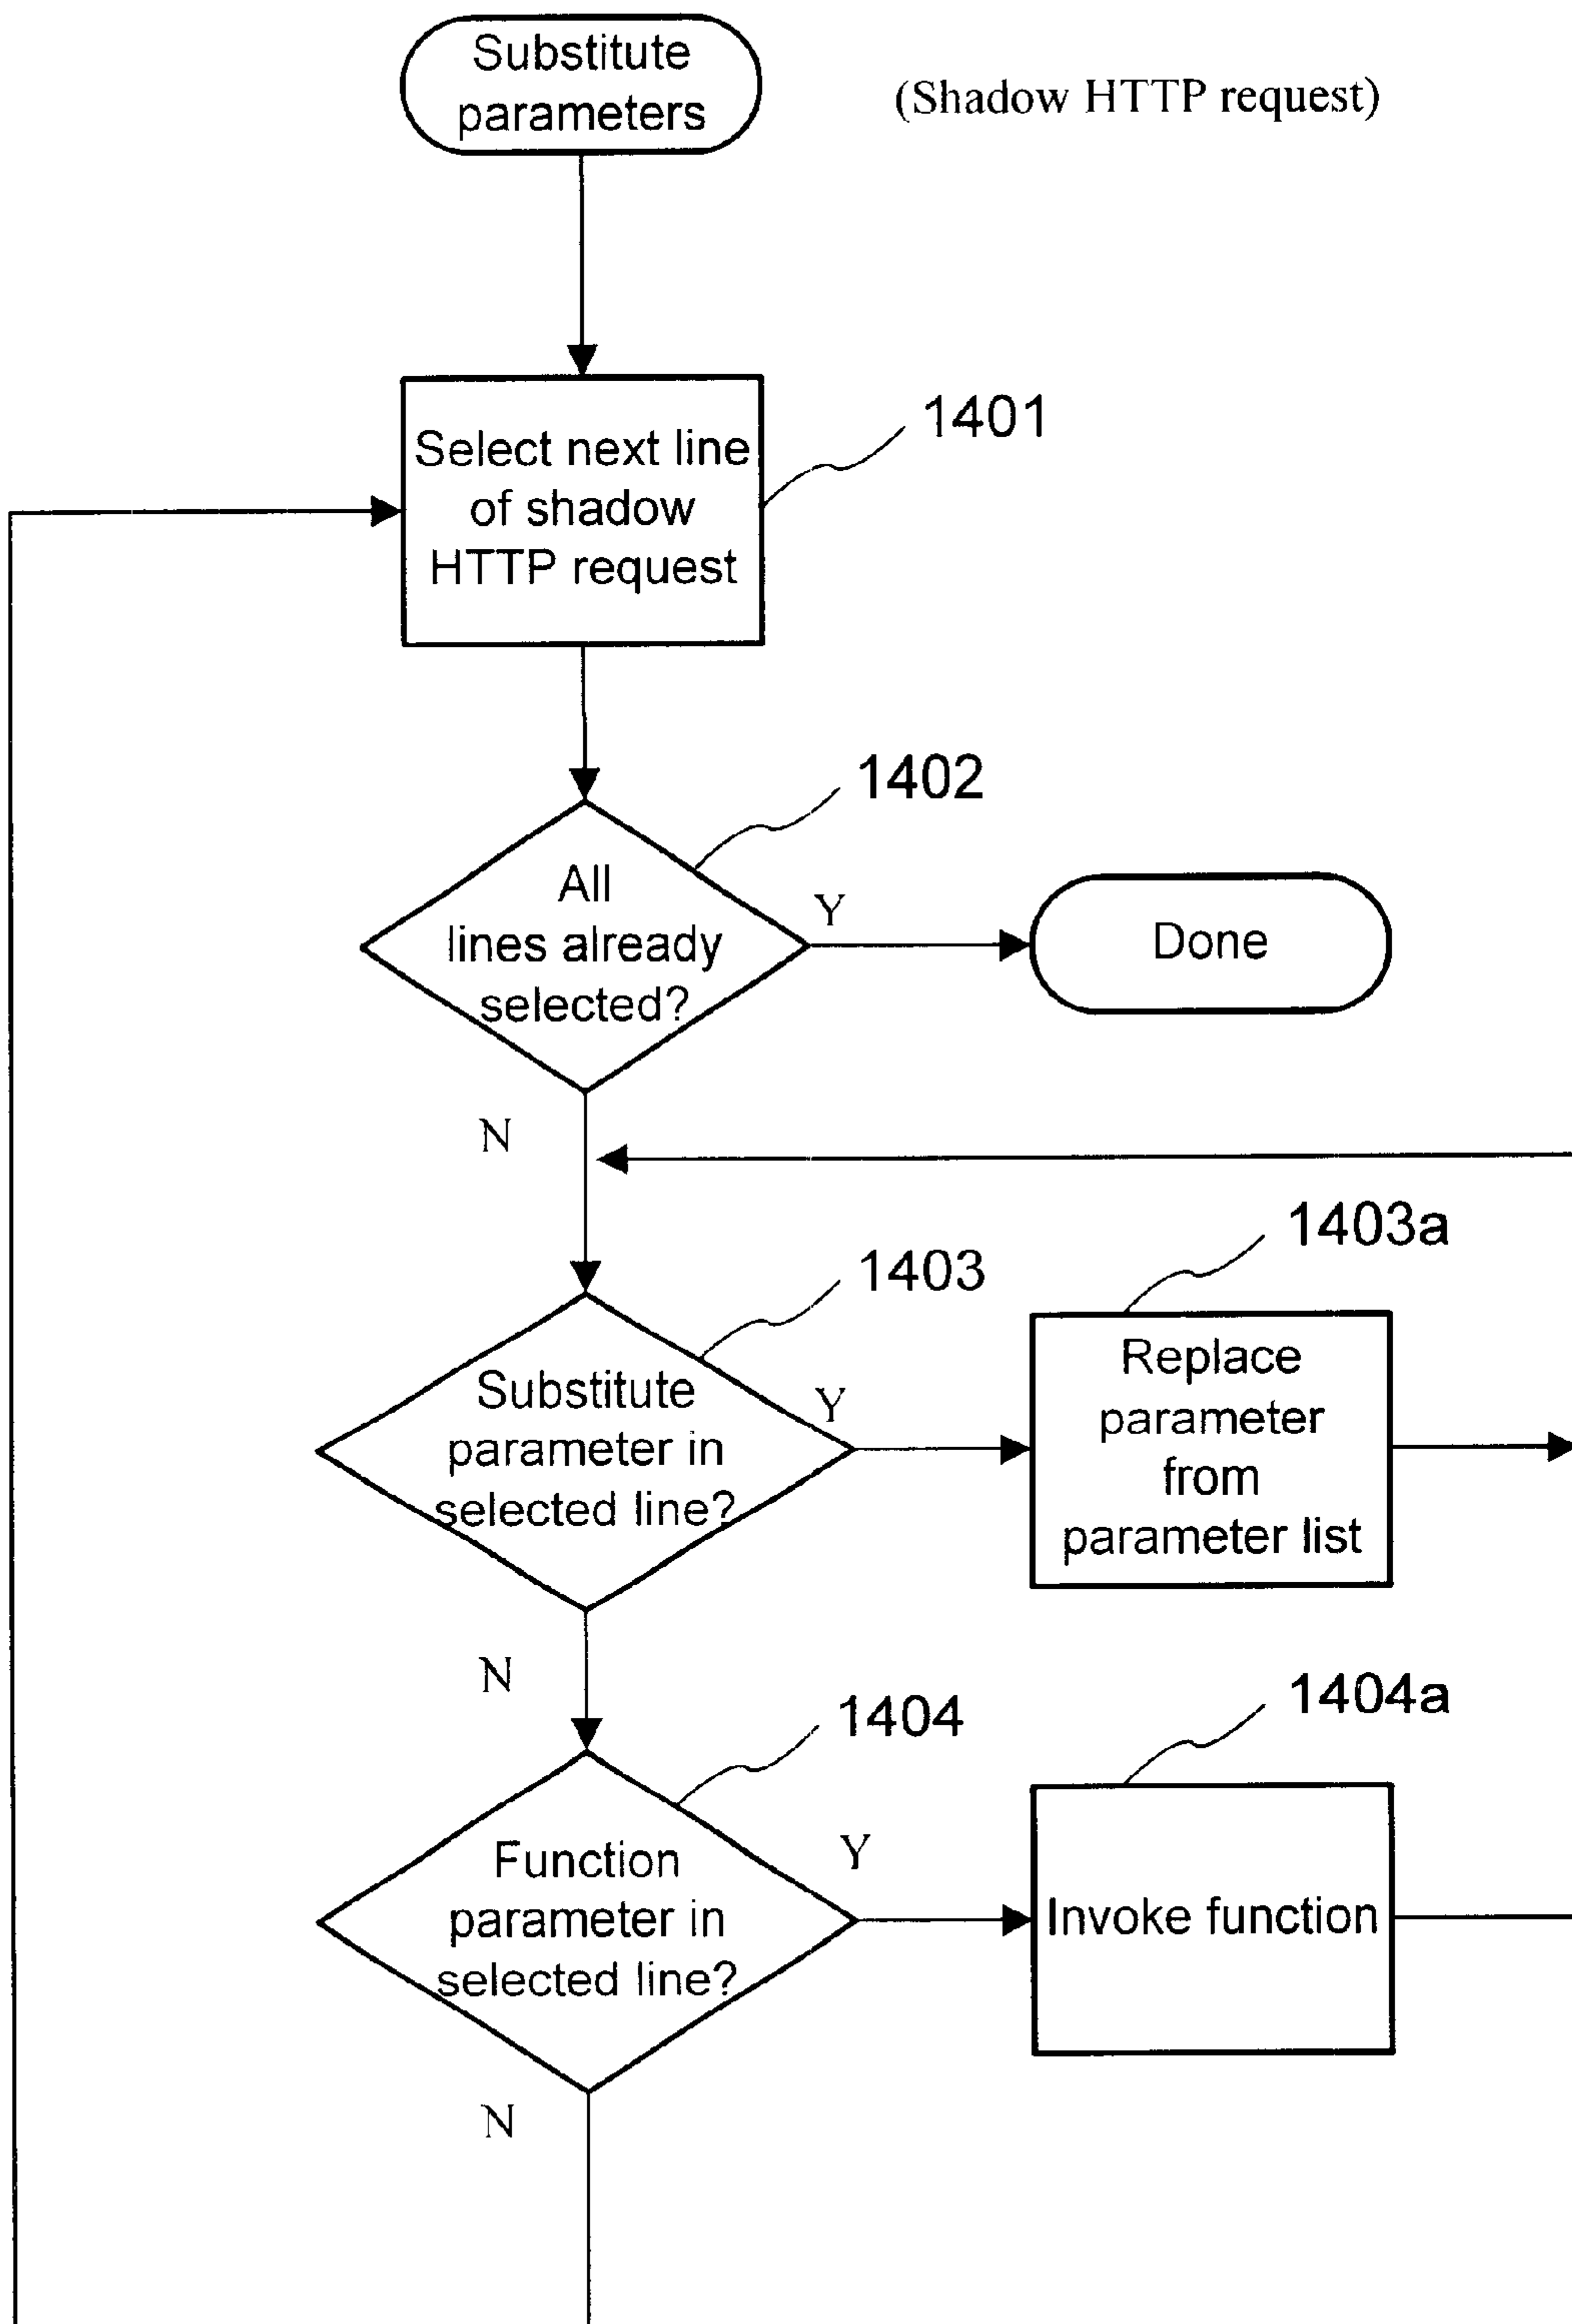 Substitute
parameters
(Shadow HTTP request)
1401
Select next line
of shadow
HTTP request
1402
All
lines already
selected?
Y
Done
N
1403a
1403
Substitute
parameter in
selected line?
Y
Replace
parameter
from
parameter list
N
1404a
1404
Function
parameter in
selected line?
Y
Invoke function
N